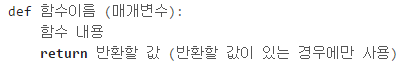 def 함수이름 (매개변수):
함수 내용
return 반환할 값 (반환할 값이 있는 경우에만 사용)